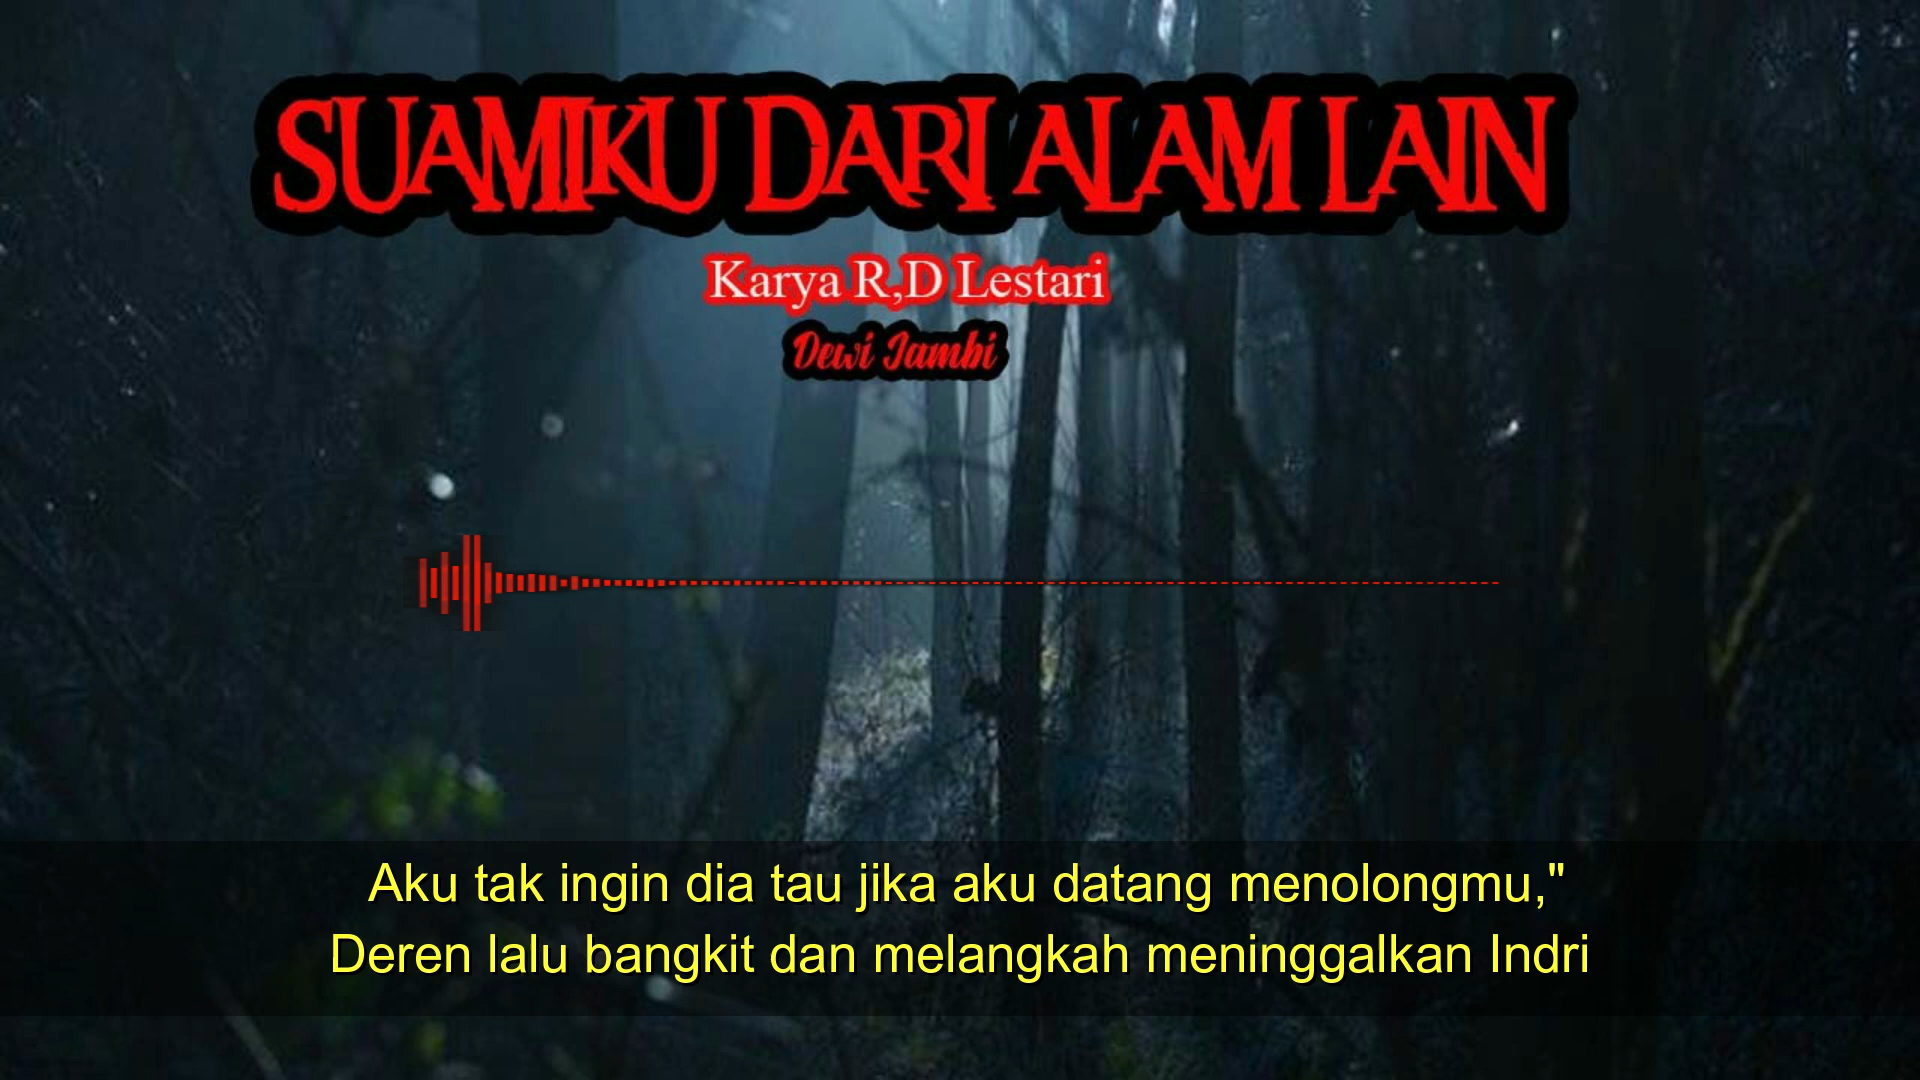 SUAMIKU DARI ALAM LAIN
Karya R,D Lestari
Dewi Jambi
Aku tak ingin dia tau jika aku datang menolongmu,"
Deren lalu bangkit dan melangkah meninggalkan Indri